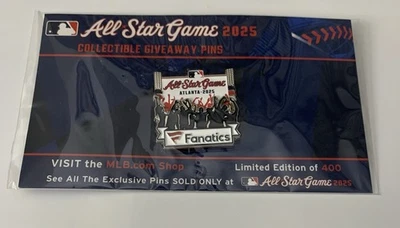 All Star Game 2025
COLLECTIBLE GIVEAWAY PINS
All Star Game
ATLANTA • 2025
Fanatics
VISIT the MLB.com Shop
Limited Edition of 400
See All The Exclusive Pins SOLD ONLY at All Star Game 2025